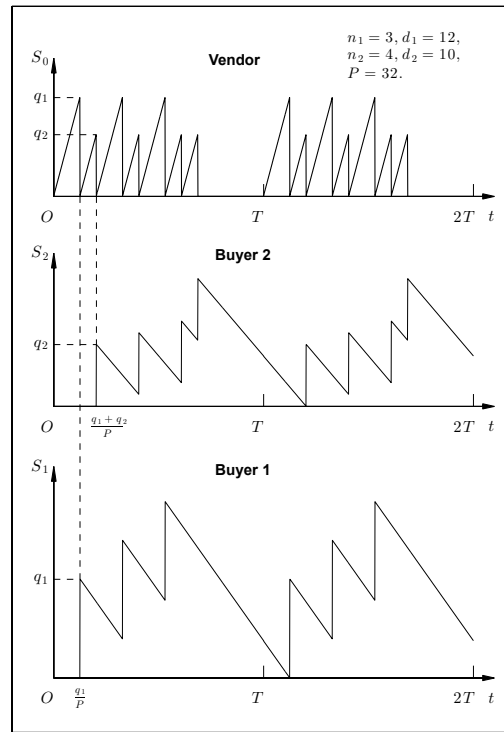 n₁ = 3, d₁ = 12,
n₂ = 4, d₂ = 10,
P = 32.
Vendor
S₀
q₁
q₂
O T 2T t
Buyer 2
S₂
q₂
O (q₁ + q₂)/P T 2T t
Buyer 1
S₁
q₁
O q₁/P T 2T t